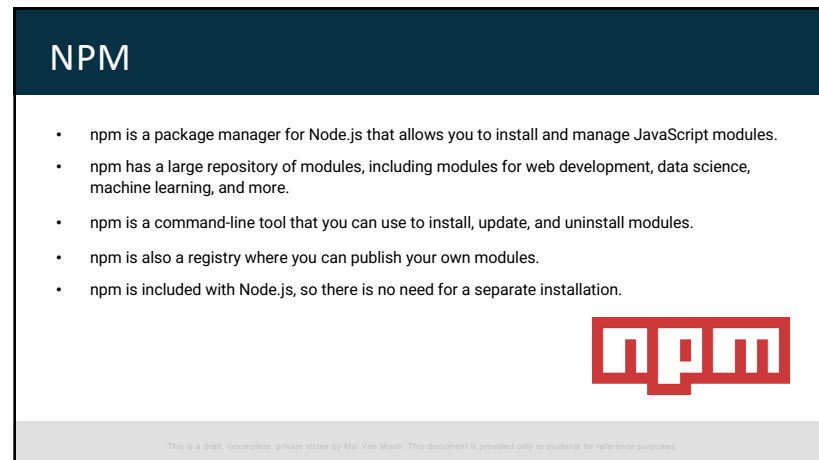 NPM
• npm is a package manager for Node.js that allows you to install and manage JavaScript modules.
• npm has a large repository of modules, including modules for web development, data science,
machine learning, and more.
• npm is a command-line tool that you can use to install, update, and uninstall modules.
• npm is also a registry where you can publish your own modules.
• npm is included with Node.js, so there is no need for a separate installation.
npm
This is a draft, incomplete, private slides by Mai Van Manh. This document is provided only to students for reference purposes